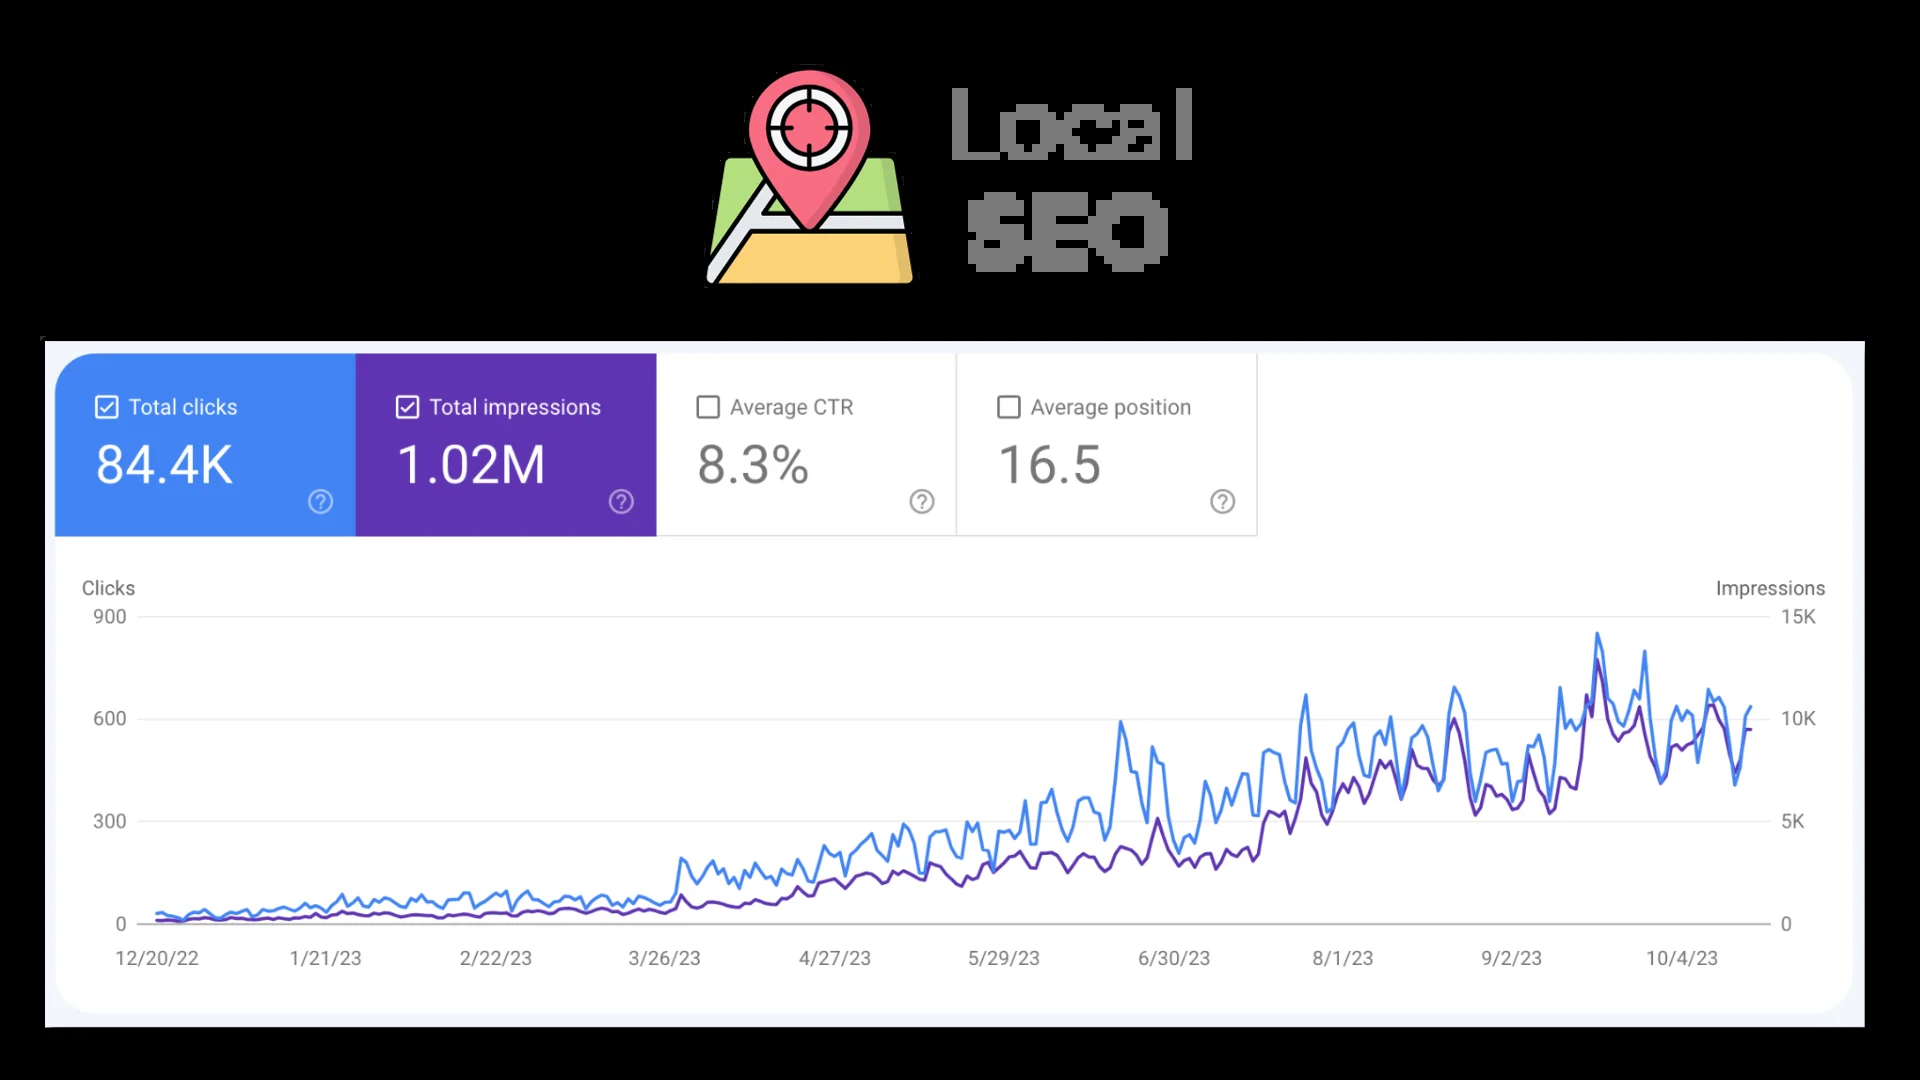 Local
SEO
Total clicks
84.4K
Total impressions
1.02M
Average CTR
8.3%
Average position
16.5
Clicks
Impressions
900
15K
600
10K
300
5K
0
0
12/20/22 1/21/23 2/22/23 3/26/23 4/27/23 5/29/23 6/30/23 8/1/23 9/2/23 10/4/23